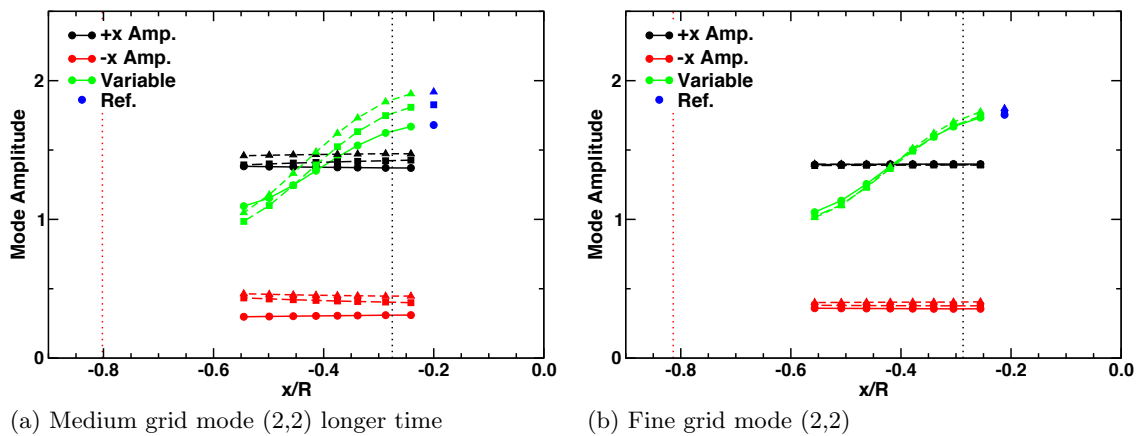 +x Amp.
-x Amp.
Variable
Ref.
Mode Amplitude
2
1
0
-0.8 -0.6 -0.4 -0.2 0.0
x/R
(a) Medium grid mode (2,2) longer time
+x Amp.
-x Amp.
Variable
Ref.
Mode Amplitude
2
1
0
-0.8 -0.6 -0.4 -0.2 0.0
x/R
(b) Fine grid mode (2,2)